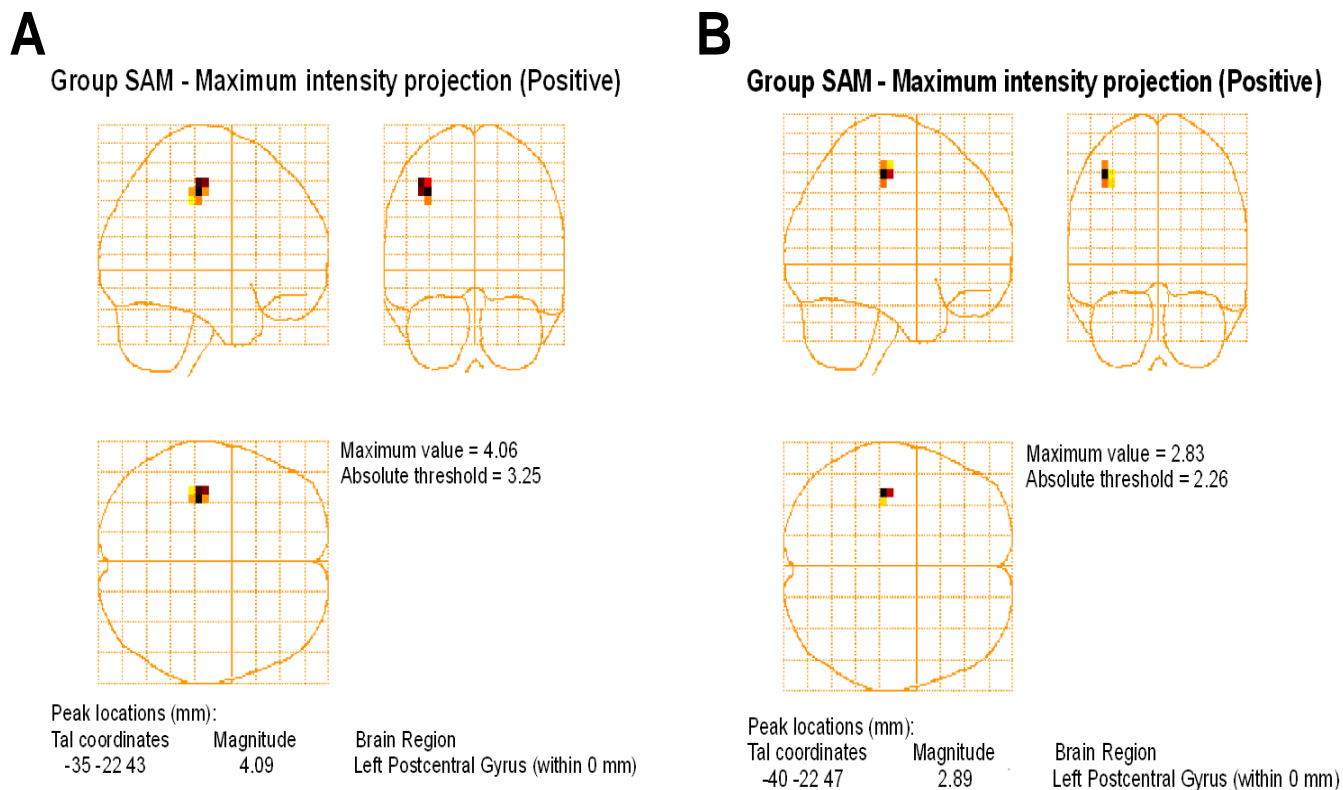 A
Group SAM - Maximum intensity projection (Positive)
Maximum value = 4.06
Absolute threshold = 3.25
Peak locations (mm):
Tal coordinates Magnitude Brain Region
-35 -22 43 4.09 Left Postcentral Gyrus (within 0 mm)
B
Group SAM - Maximum intensity projection (Positive)
Maximum value = 2.83
Absolute threshold = 2.26
Peak locations (mm):
Tal coordinates Magnitude Brain Region
-40 -22 47 2.89 Left Postcentral Gyrus (within 0 mm)